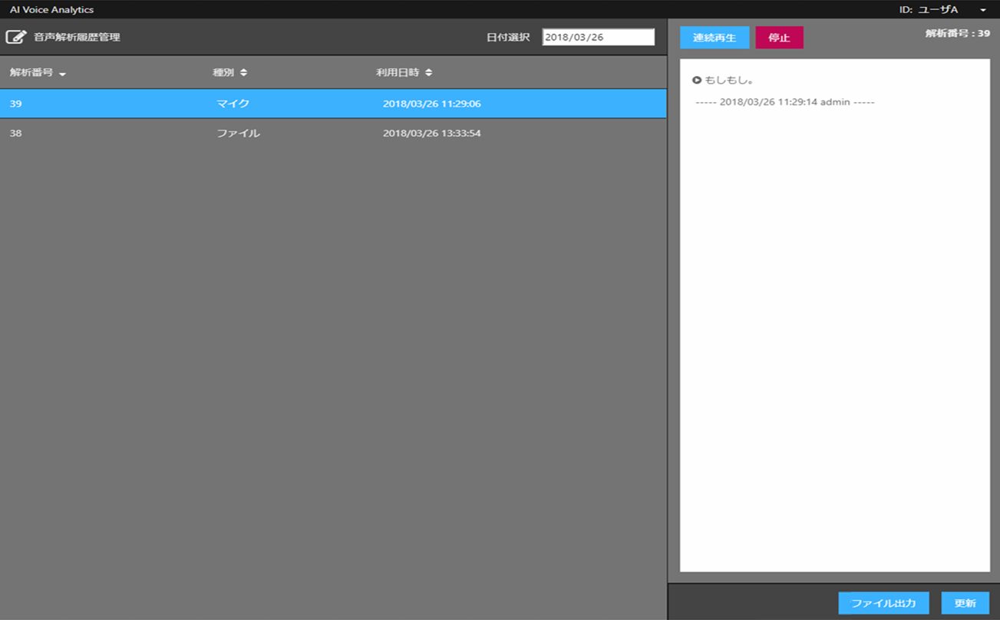 AI Voice Analytics ID: ユーザA
音声解析履歴管理 日付選択 2018/03/26
解析番号 種別 利用日時
39 マイク 2018/03/26 11:29:06
38 ファイル 2018/03/26 13:33:54
連続再生 停止 解析番号 : 39
もしもし。
----- 2018/03/26 11:29:14 admin -----
ファイル出力 更新